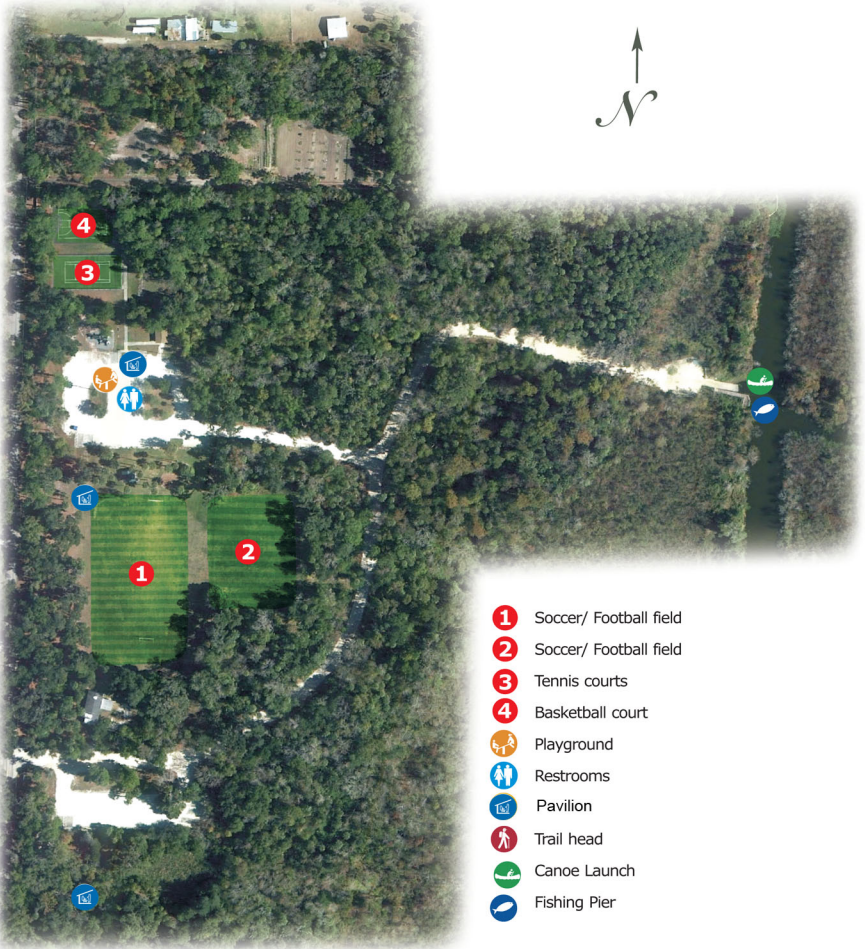 N
4
3
1
2
1 Soccer/ Football field
2 Soccer/ Football field
3 Tennis courts
4 Basketball court
Playground
Restrooms
Pavilion
Trail head
Canoe Launch
Fishing Pier